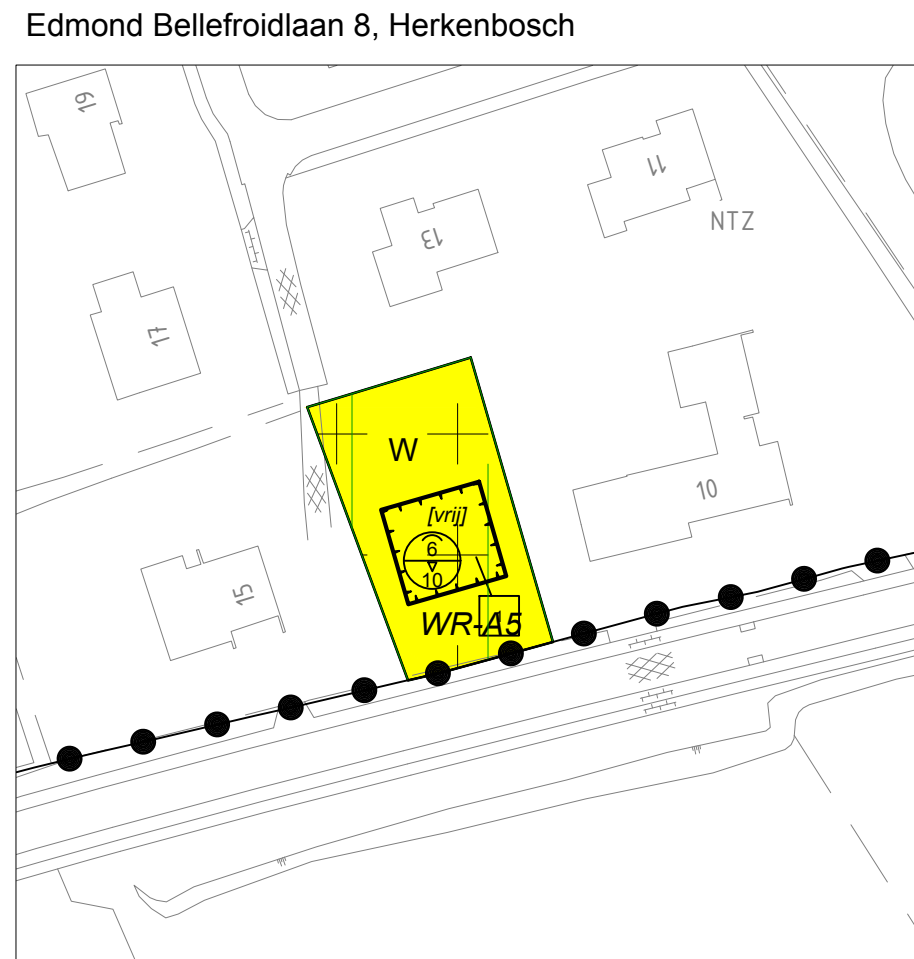 Edmond Bellefroidlaan 8, Herkenbosch
19
11
13
NTZ
17
W
10
[vrij]
6
10
15
WR-A5